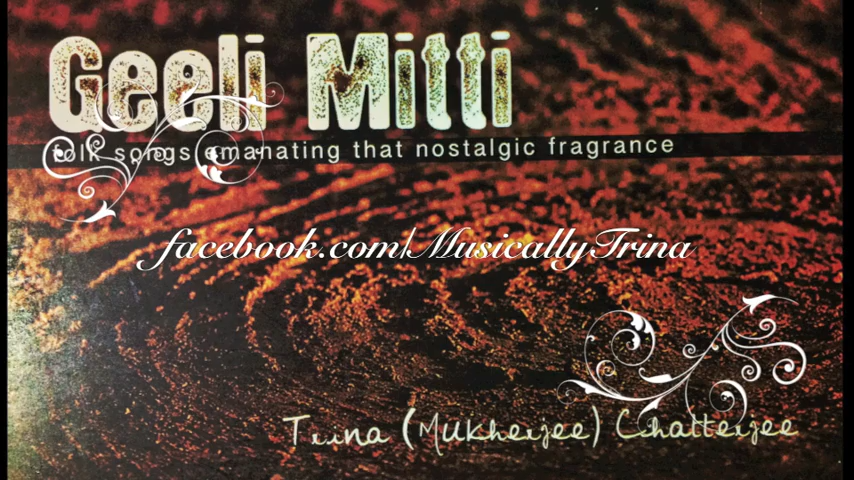 Geeli Mitti
folk songs emanating that nostalgic fragrance
facebook.com/MusicallyTrina
Trina (Mukherjee) Chatterjee